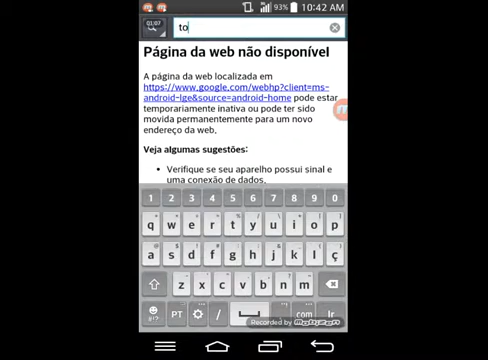 93% 10:42 AM
01:07
to
Página da web não disponível
A página da web localizada em
https://www.google.com/webhp?client=ms-
android-lge&source=android-home pode estar
temporariamente inativa ou pode ter sido
movida permanentemente para um novo
endereço da web.
Veja algumas sugestões:
• Verifique se seu aparelho possui sinal e
uma conexão de dados.
1 2 3 4 5 6 7 8 9 0
q w e r t y u i o p
a s d f g h j k l ç
z x c v b n m
PT / .com Ir
Recorded by Mobizen